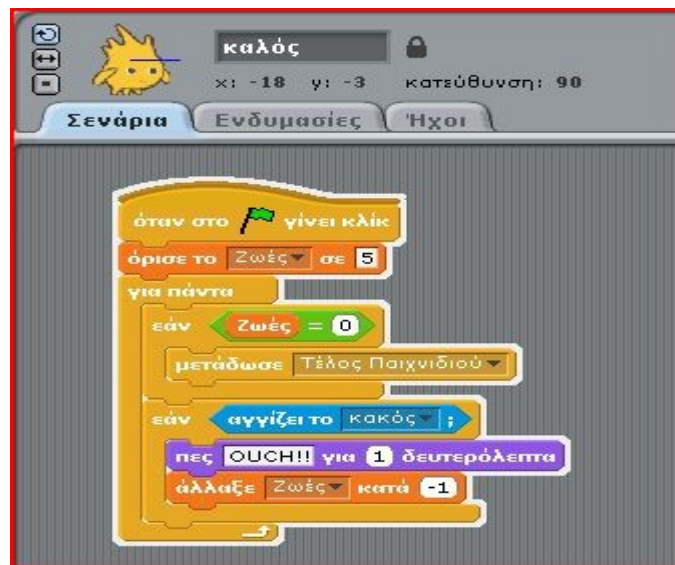 καλός
x: -18 y: -3 κατεύθυνση: 90
Σενάρια Ενδυμασίες Ήχοι
όταν στο γίνει κλίκ
όρισε το Ζωές σε 5
για πάντα
εάν Ζωές = 0
μετάδωσε Τέλος Παιχνιδιού
εάν αγγίζει το κακός ;
πες OUCH!! για 1 δευτερόλεπτα
άλλαξε Ζωές κατά -1